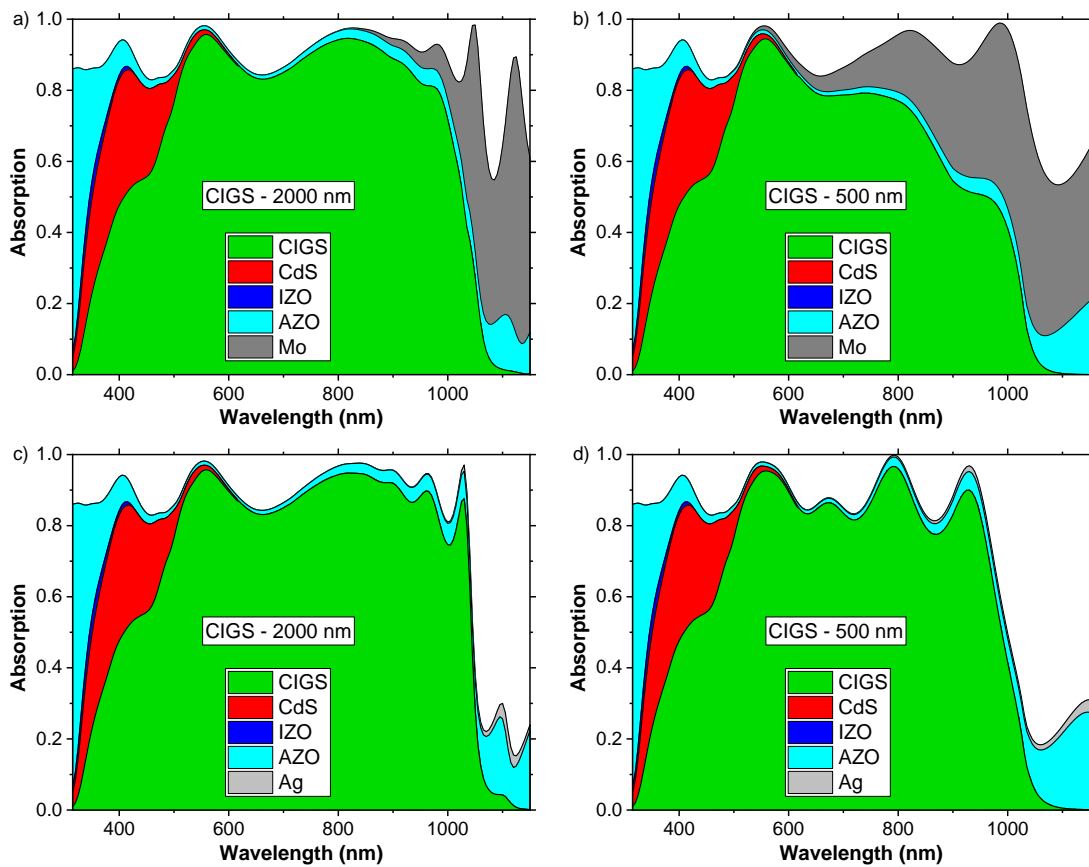 a)
1.0
0.8
0.6
0.4
0.2
0.0
Absorption
CIGS - 2000 nm
CIGS
CdS
IZO
AZO
Mo
400 600 800 1000
Wavelength (nm)
b)
1.0
0.8
0.6
0.4
0.2
0.0
Absorption
CIGS - 500 nm
CIGS
CdS
IZO
AZO
Mo
400 600 800 1000
Wavelength (nm)
c)
1.0
0.8
0.6
0.4
0.2
0.0
Absorption
CIGS - 2000 nm
CIGS
CdS
IZO
AZO
Ag
400 600 800 1000
Wavelength (nm)
d)
1.0
0.8
0.6
0.4
0.2
0.0
Absorption
CIGS - 500 nm
CIGS
CdS
IZO
AZO
Ag
400 600 800 1000
Wavelength (nm)